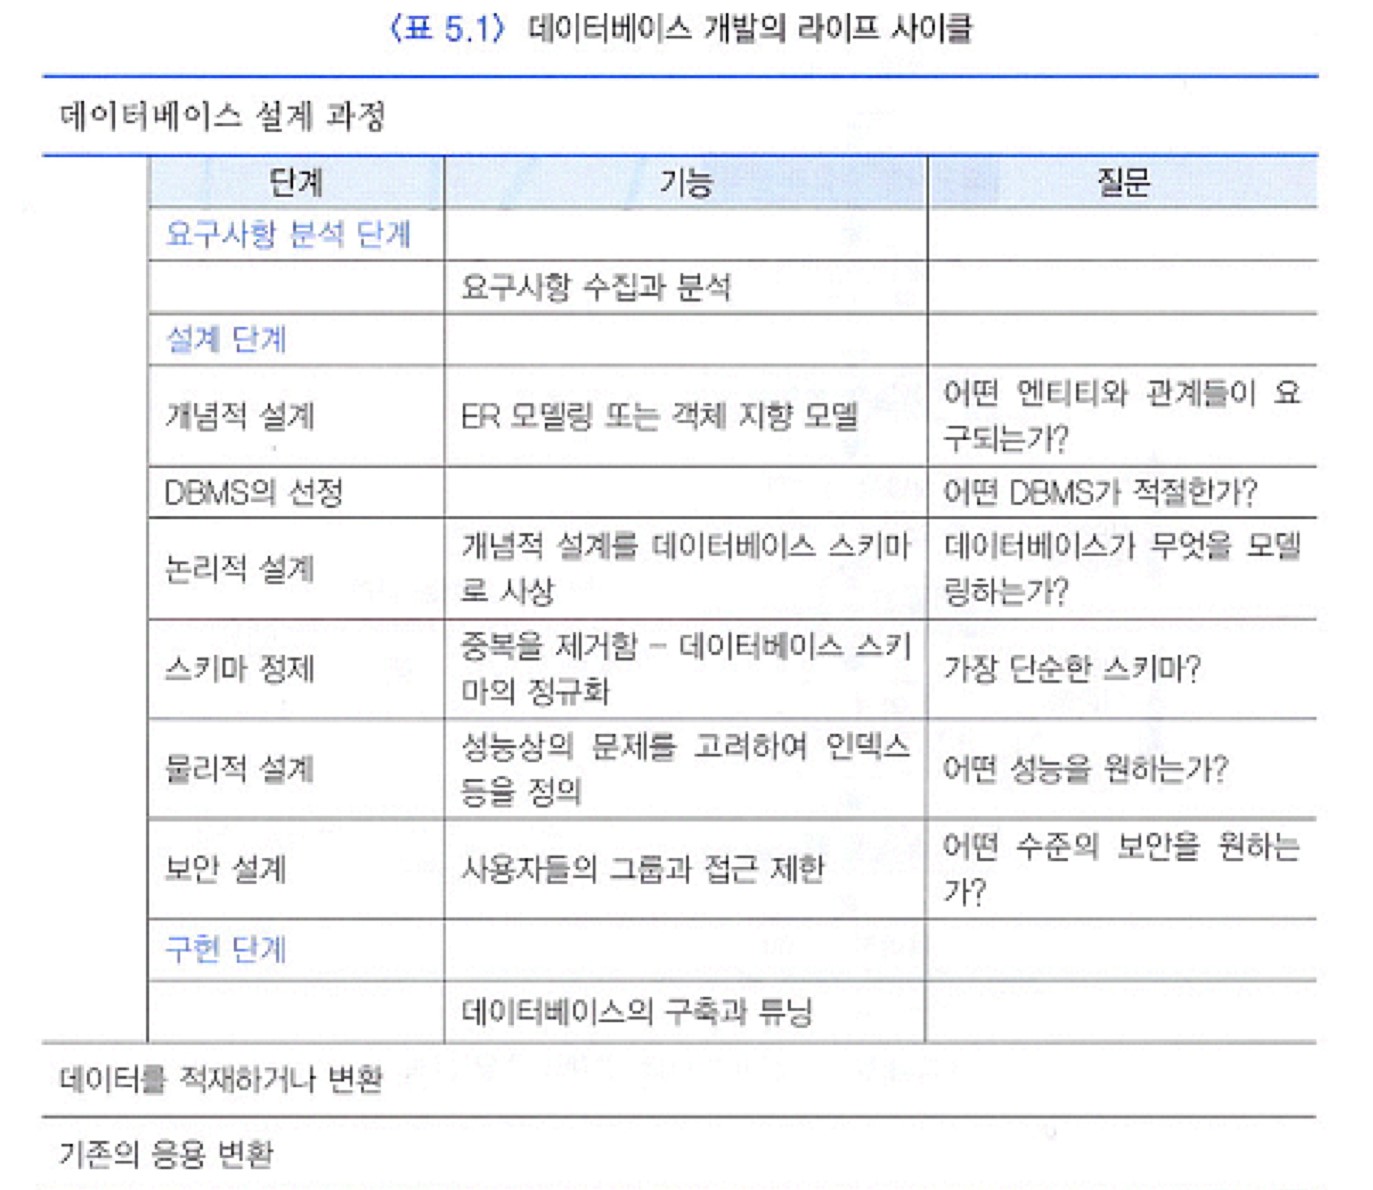 〈표 5.1〉 데이터베이스 개발의 라이프 사이클
데이터베이스 설계 과정
단계 기능 질문
요구사항 분석 단계
요구사항 수집과 분석
설계 단계
개념적 설계 ER 모델링 또는 객체 지향 모델 어떤 엔티티와 관계들이 요
구되는가?
DBMS의 선정 어떤 DBMS가 적절한가?
논리적 설계 개념적 설계를 데이터베이스 스키마 데이터베이스가 무엇을 모델
로 사상 링하는가?
스키마 정제 중복을 제거함 – 데이터베이스 스키 가장 단순한 스키마?
마의 정규화
물리적 설계 성능상의 문제를 고려하여 인덱스 어떤 성능을 원하는가?
등을 정의
보안 설계 사용자들의 그룹과 접근 제한 어떤 수준의 보안을 원하는
가?
구현 단계
데이터베이스의 구축과 튜닝
데이터를 적재하거나 변환
기존의 응용 변환